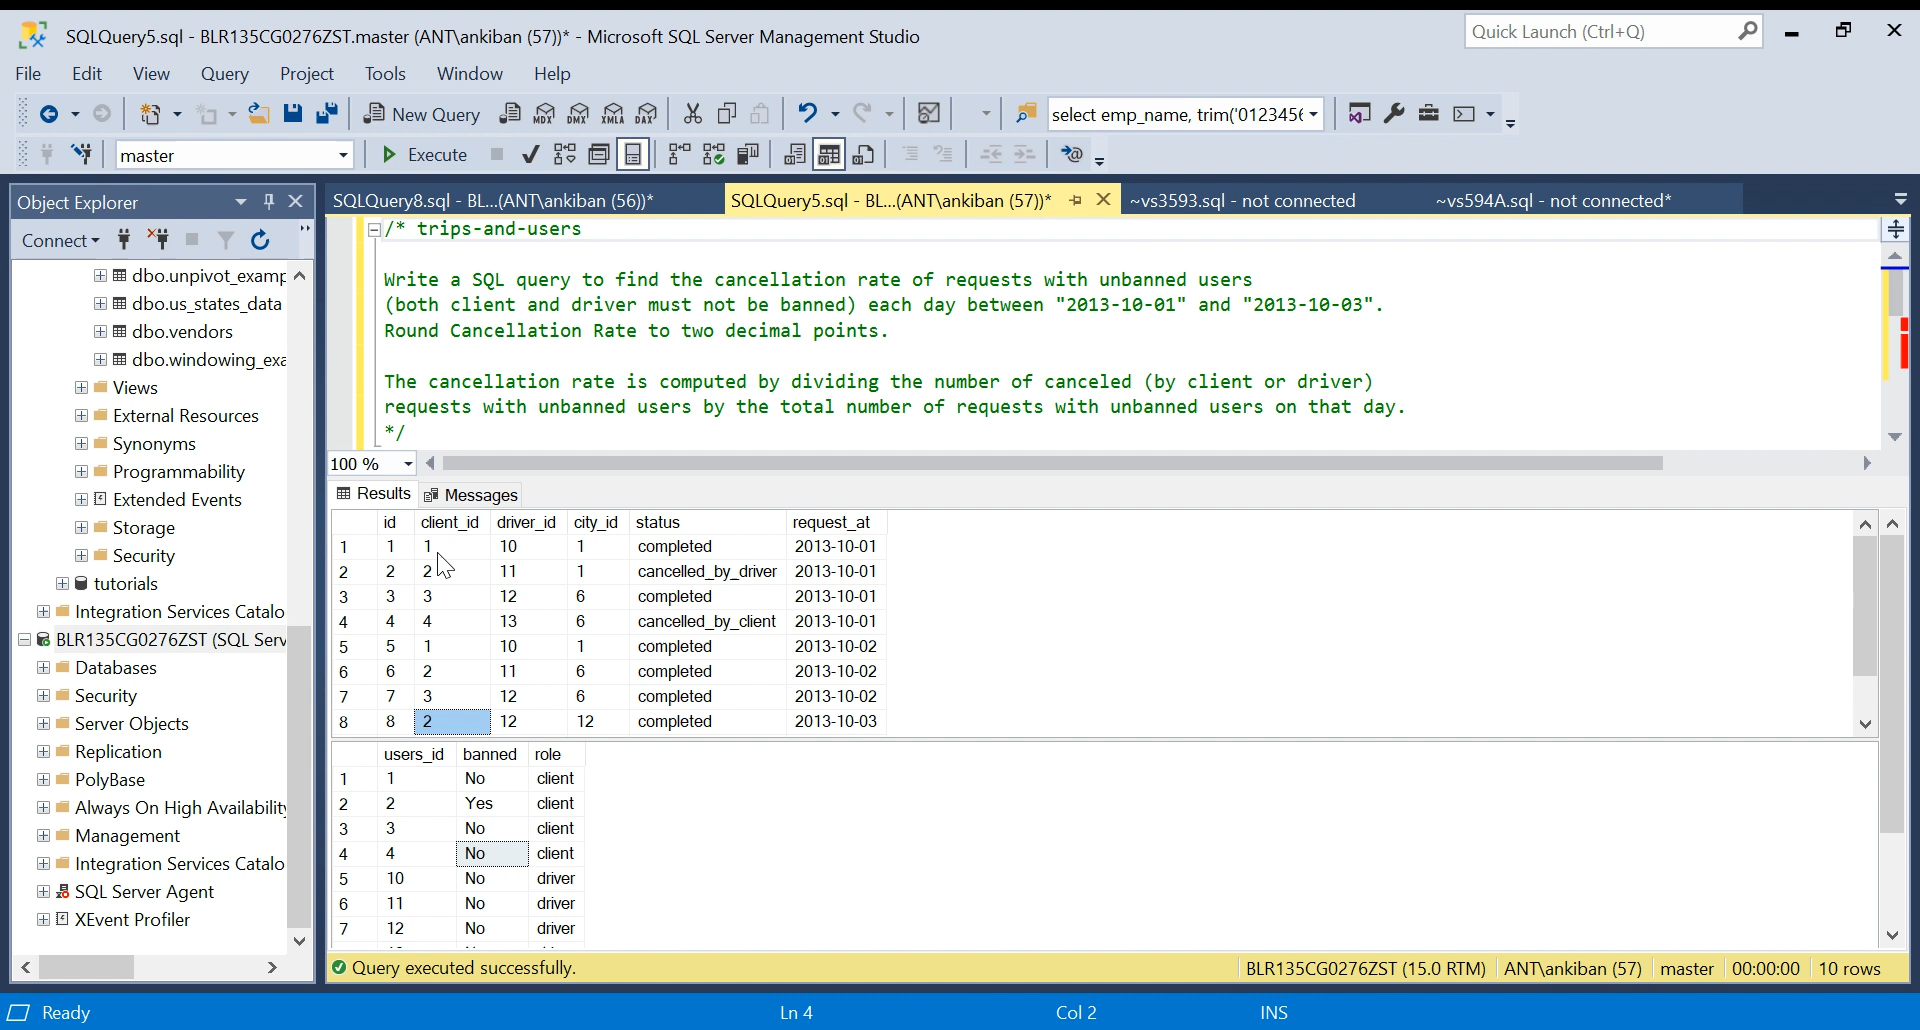 SQLQuery5.sql - BLR135CG0276ZST.master (ANT\ankiban (57))* - Microsoft SQL Server Management Studio
Quick Launch (Ctrl+Q)
File Edit View Query Project Tools Window Help
New Query MDX DMX XMLA DAX select emp_name, trim('0123456
master Execute
Object Explorer
Connect
dbo.unpivot_examp
dbo.us_states_data
dbo.vendors
dbo.windowing_exa
Views
External Resources
Synonyms
Programmability
Extended Events
Storage
Security
tutorials
Integration Services Catalo
BLR135CG0276ZST (SQL Serv
Databases
Security
Server Objects
Replication
PolyBase
Always On High Availability
Management
Integration Services Catalo
SQL Server Agent
XEvent Profiler
SQLQuery8.sql - BL...(ANT\ankiban (56))* SQLQuery5.sql - BL...(ANT\ankiban (57))* ~vs3593.sql - not connected ~vs594A.sql - not connected*
/* trips-and-users
Write a SQL query to find the cancellation rate of requests with unbanned users
(both client and driver must not be banned) each day between "2013-10-01" and "2013-10-03".
Round Cancellation Rate to two decimal points.
The cancellation rate is computed by dividing the number of canceled (by client or driver)
requests with unbanned users by the total number of requests with unbanned users on that day.
*/
100 %
Results Messages
id client_id driver_id city_id status request_at
1 1 1 10 1 completed 2013-10-01
2 2 2 11 1 cancelled_by_driver 2013-10-01
3 3 3 12 6 completed 2013-10-01
4 4 4 13 6 cancelled_by_client 2013-10-01
5 5 1 10 1 completed 2013-10-02
6 6 2 11 6 completed 2013-10-02
7 7 3 12 6 completed 2013-10-02
8 8 2 12 12 completed 2013-10-03
users_id banned role
1 1 No client
2 2 Yes client
3 3 No client
4 4 No client
5 10 No driver
6 11 No driver
7 12 No driver
Query executed successfully. BLR135CG0276ZST (15.0 RTM) ANT\ankiban (57) master 00:00:00 10 rows
Ready Ln 4 Col 2 INS